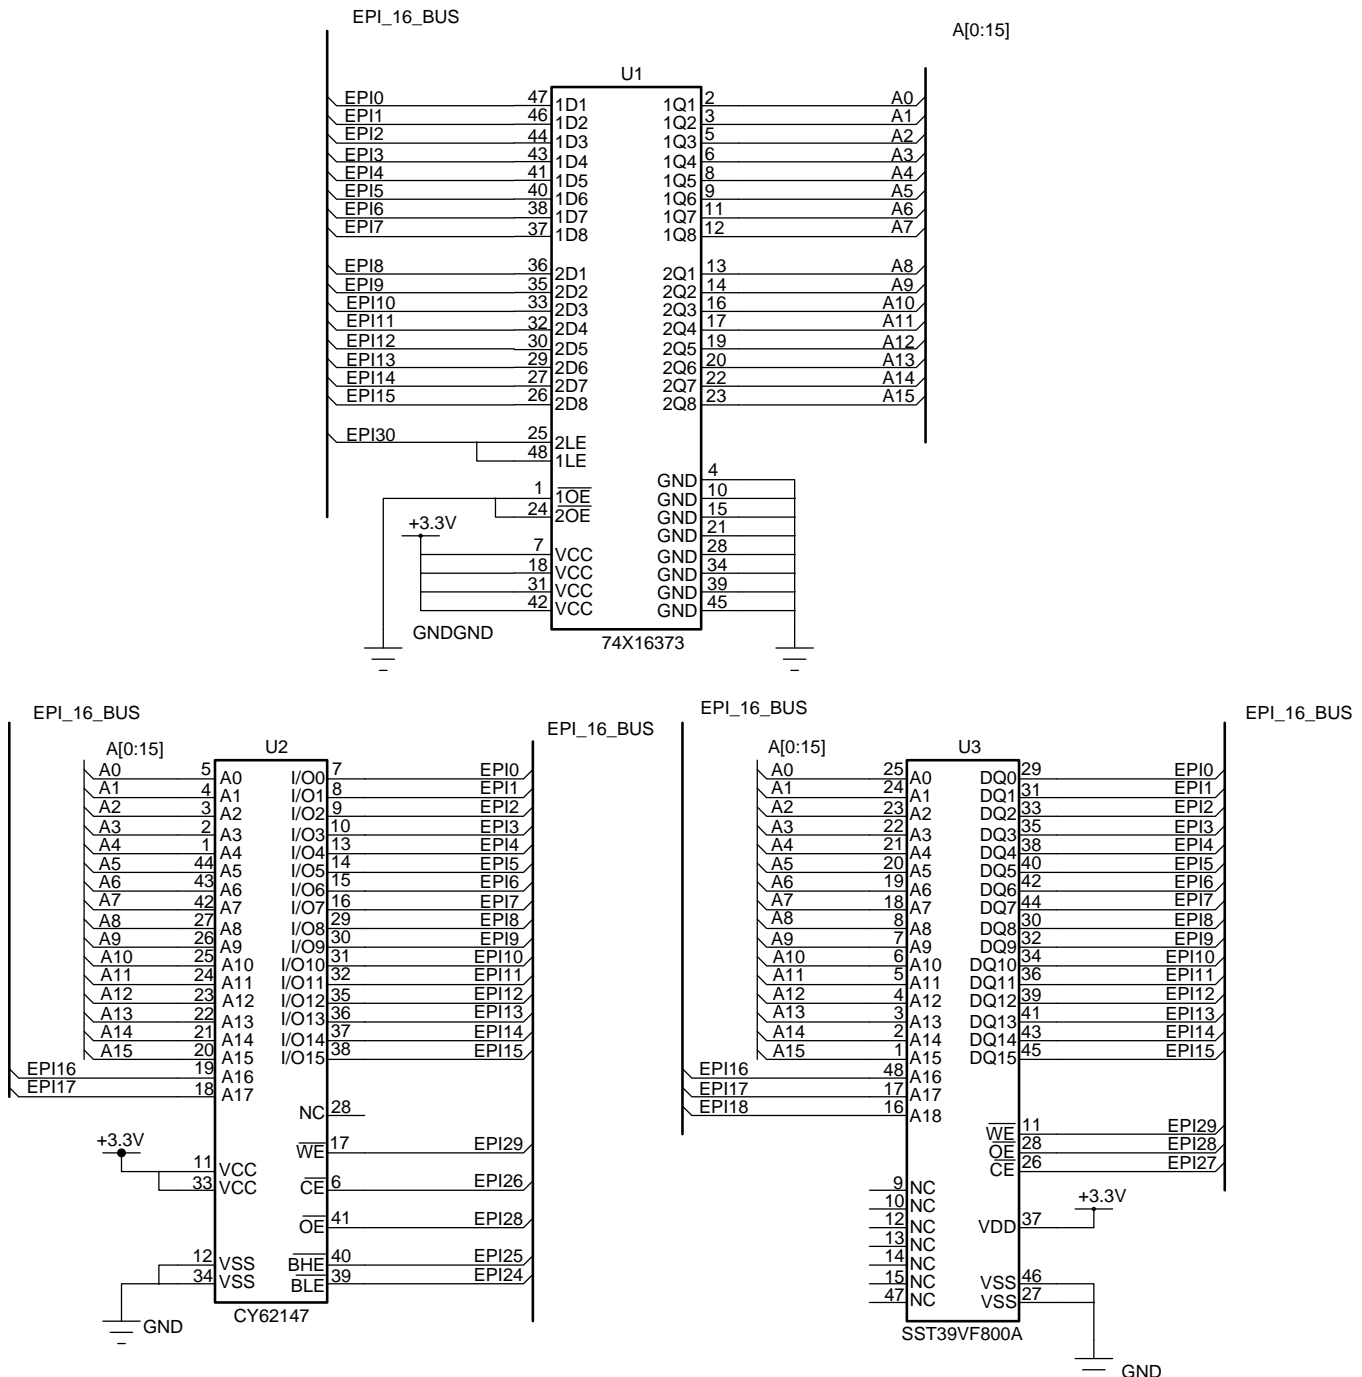 EPI_16_BUS
A[0:15]
U1
EPI0 47 1D1 1Q1 2 A0
EPI1 46 1D2 1Q2 3 A1
EPI2 44 1D3 1Q3 5 A2
EPI3 43 1D4 1Q4 6 A3
EPI4 41 1D5 1Q5 8 A4
EPI5 40 1D6 1Q6 9 A5
EPI6 38 1D7 1Q7 11 A6
EPI7 37 1D8 1Q8 12 A7
EPI8 36 2D1 2Q1 13 A8
EPI9 35 2D2 2Q2 14 A9
EPI10 33 2D3 2Q3 16 A10
EPI11 32 2D4 2Q4 17 A11
EPI12 30 2D5 2Q5 19 A12
EPI13 29 2D6 2Q6 20 A13
EPI14 27 2D7 2Q7 22 A14
EPI15 26 2D8 2Q8 23 A15
EPI30 25 2LE
48 1LE
GND 4
1 1OE GND 10
24 2OE GND 15
+3.3V GND 21
7 VCC GND 28
18 VCC GND 34
31 VCC GND 39
42 VCC GND 45
GNDGND
74X16373
EPI_16_BUS
EPI_16_BUS
A[0:15]
U2
A0 5 A0 I/O0 7 EPI0
A1 4 A1 I/O1 8 EPI1
A2 3 A2 I/O2 9 EPI2
A3 2 A3 I/O3 10 EPI3
A4 1 A4 I/O4 13 EPI4
A5 44 A5 I/O5 14 EPI5
A6 43 A6 I/O6 15 EPI6
A7 42 A7 I/O7 16 EPI7
A8 27 A8 I/O8 29 EPI8
A9 26 A9 I/O9 30 EPI9
A10 25 A10 I/O10 31 EPI10
A11 24 A11 I/O11 32 EPI11
A12 23 A12 I/O12 35 EPI12
A13 22 A13 I/O13 36 EPI13
A14 21 A14 I/O14 37 EPI14
A15 20 A15 I/O15 38 EPI15
EPI16 19 A16
EPI17 18 A17
NC 28
+3.3V WE 17 EPI29
11 VCC
33 VCC CE 6 EPI26
OE 41 EPI28
12 VSS BHE 40 EPI25
34 VSS BLE 39 EPI24
GND
CY62147
EPI_16_BUS
EPI_16_BUS
A[0:15]
U3
A0 25 A0 DQ0 29 EPI0
A1 24 A1 DQ1 31 EPI1
A2 23 A2 DQ2 33 EPI2
A3 22 A3 DQ3 35 EPI3
A4 21 A4 DQ4 38 EPI4
A5 20 A5 DQ5 40 EPI5
A6 19 A6 DQ6 42 EPI6
A7 18 A7 DQ7 44 EPI7
A8 8 A8 DQ8 30 EPI8
A9 7 A9 DQ9 32 EPI9
A10 6 A10 DQ10 34 EPI10
A11 5 A11 DQ11 36 EPI11
A12 4 A12 DQ12 39 EPI12
A13 3 A13 DQ13 41 EPI13
A14 2 A14 DQ14 43 EPI14
A15 1 A15 DQ15 45 EPI15
EPI16 48 A16
EPI17 17 A17
EPI18 16 A18
WE 11 EPI29
OE 28 EPI28
CE 26 EPI27
9 NC
10 NC +3.3V
12 NC VDD 37
13 NC
14 NC
15 NC VSS 46
47 NC VSS 27
SST39VF800A
GND